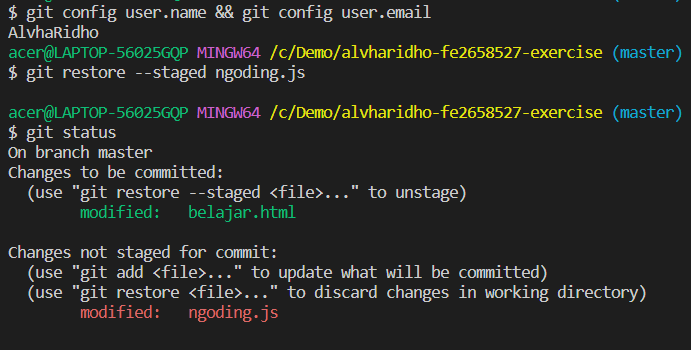 $ git config user.name && git config user.email
AlvhaRidho
acer@LAPTOP-56025GQP MINGW64 /c/Demo/alvharidho-fe2658527-exercise (master)
$ git restore --staged ngoding.js
acer@LAPTOP-56025GQP MINGW64 /c/Demo/alvharidho-fe2658527-exercise (master)
$ git status
On branch master
Changes to be committed:
  (use "git restore --staged <file>..." to unstage)
        modified:   belajar.html
Changes not staged for commit:
  (use "git add <file>..." to update what will be committed)
  (use "git restore <file>..." to discard changes in working directory)
        modified:   ngoding.js